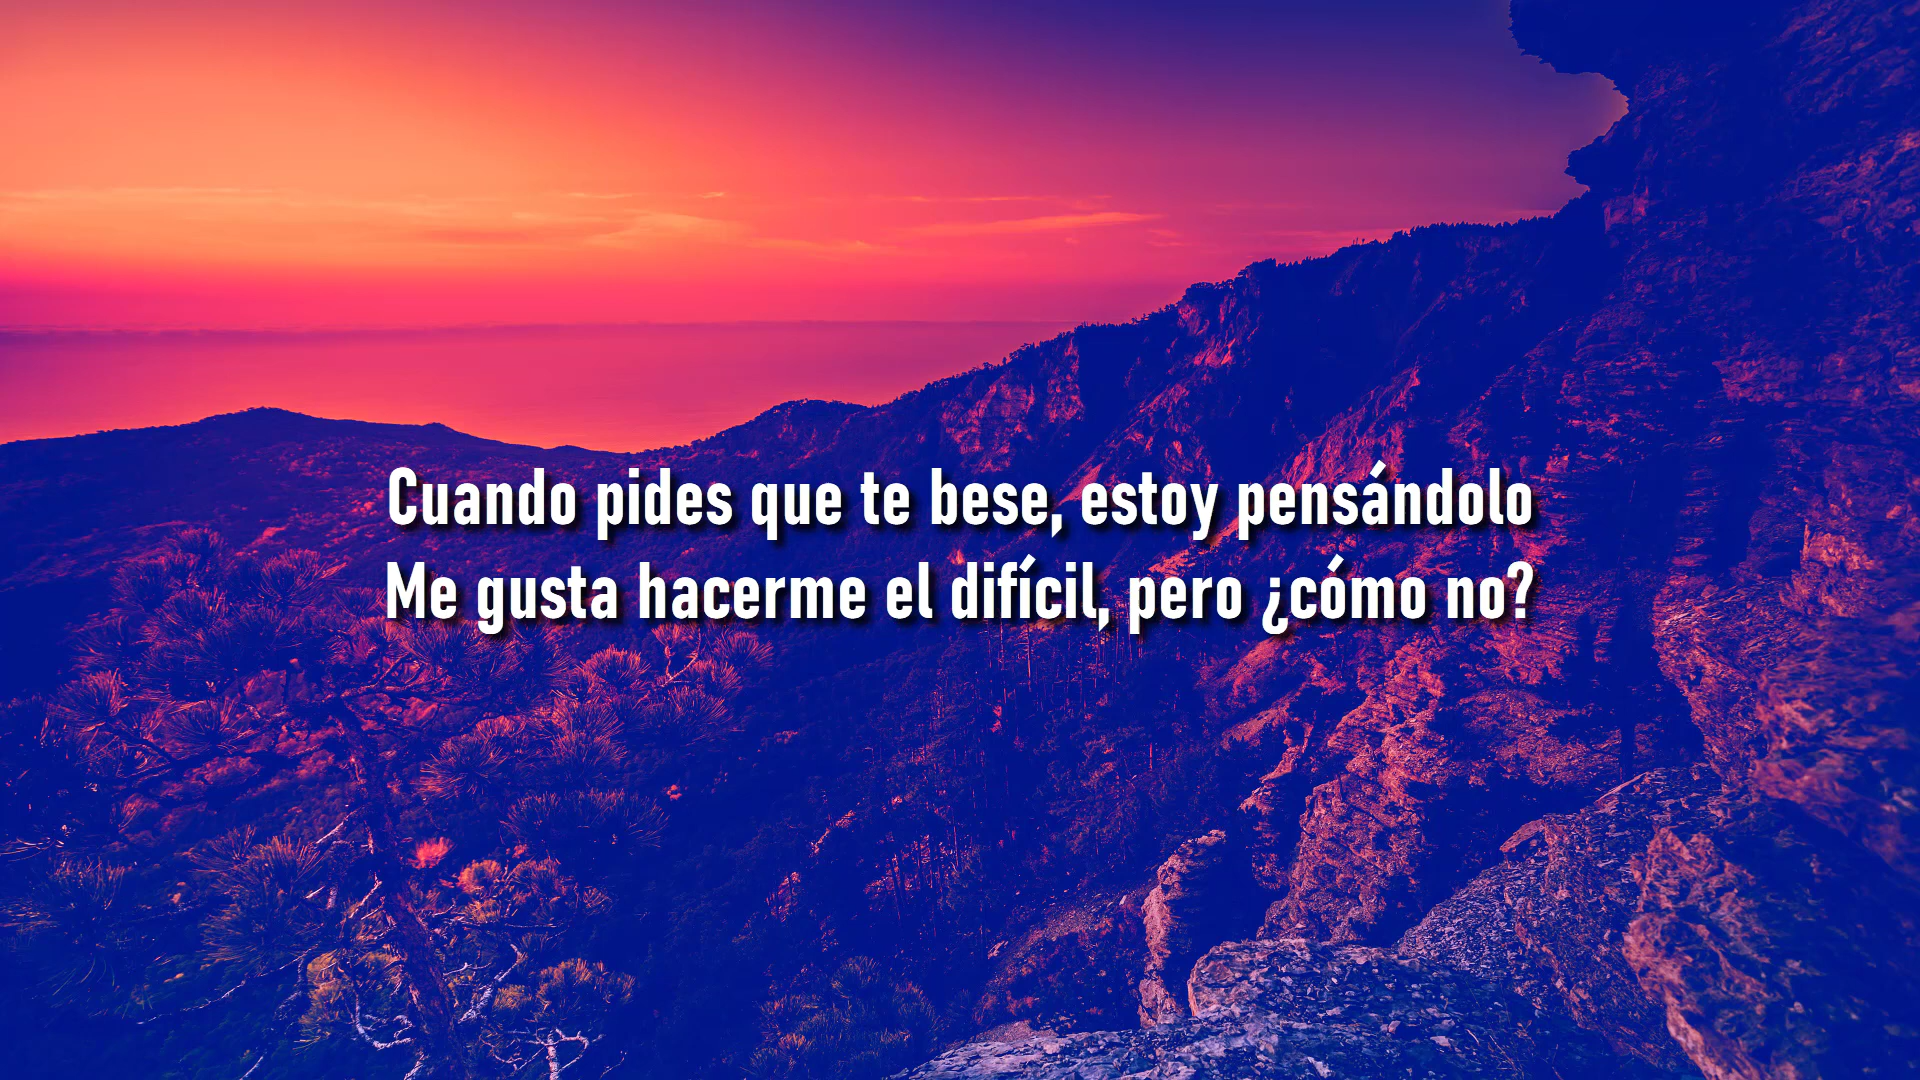 Cuando pides que te bese, estoy pensándolo
Me gusta hacerme el difícil, pero ¿cómo no?